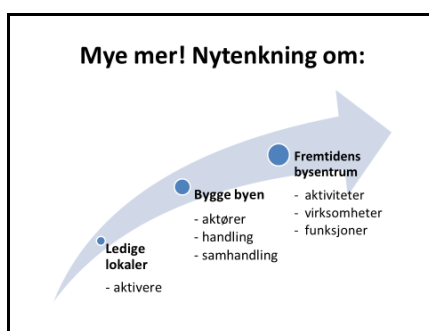 Mye mer! Nytenkning om:
Ledige
lokaler
- aktivere
Bygge byen
- aktører
- handling
- samhandling
Fremtidens
bysentrum
- aktiviteter
- virksomheter
- funksjoner